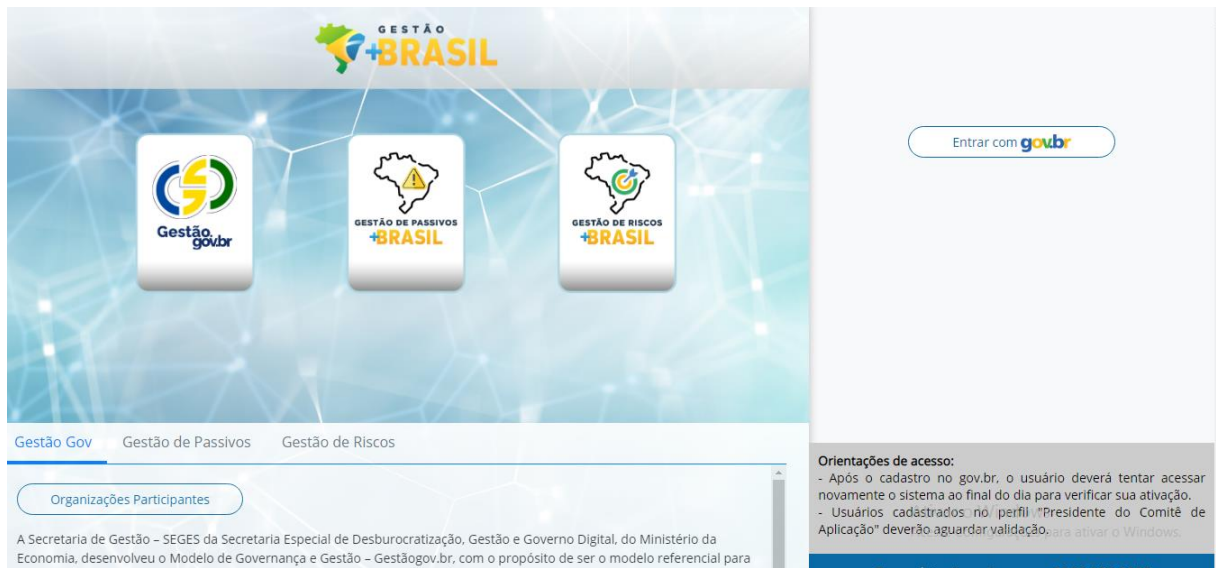 GESTÃO
+BRASIL
Gestão
gov.br
GESTÃO DE PASSIVOS
+BRASIL
GESTÃO DE RISCOS
+BRASIL
Entrar com gov.br
Gestão Gov Gestão de Passivos Gestão de Riscos
Organizações Participantes
A Secretaria de Gestão – SEGES da Secretaria Especial de Desburocratização, Gestão e Governo Digital, do Ministério da
Economia, desenvolveu o Modelo de Governança e Gestão – Gestãogov.br, com o propósito de ser o modelo referencial para
Orientações de acesso:
- Após o cadastro no gov.br, o usuário deverá tentar acessar
novamente o sistema ao final do dia para verificar sua ativação.
- Usuários cadastrados no perfil "Presidente do Comitê de
Aplicação" deverão aguardar validação.
para ativar o Windows.